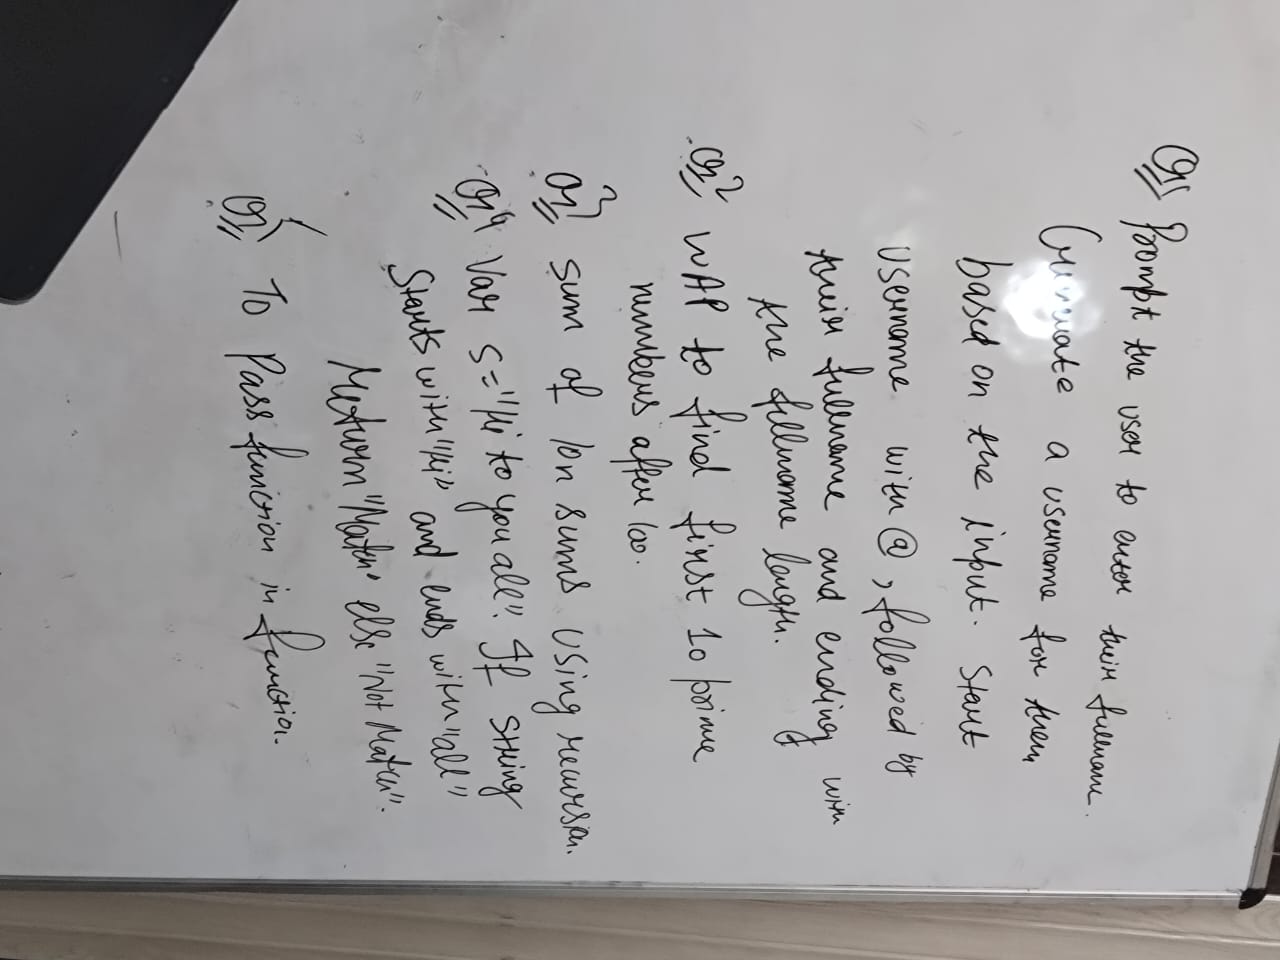 Q1 Prompt the user to enter their fullname.
Generate a username for them
based on the input. Start
username with @, followed by
their fullname and ending with
the fullname length.
Q2 WAP to find first 10 prime
numbers after 100.
Q3 sum of n sums using recursion.
Q4 Var s = "Hi to you all". If string
Starts with "Hi" and ends with "all"
return "Match" else "Not Match".
Q5 To Pass function in function.